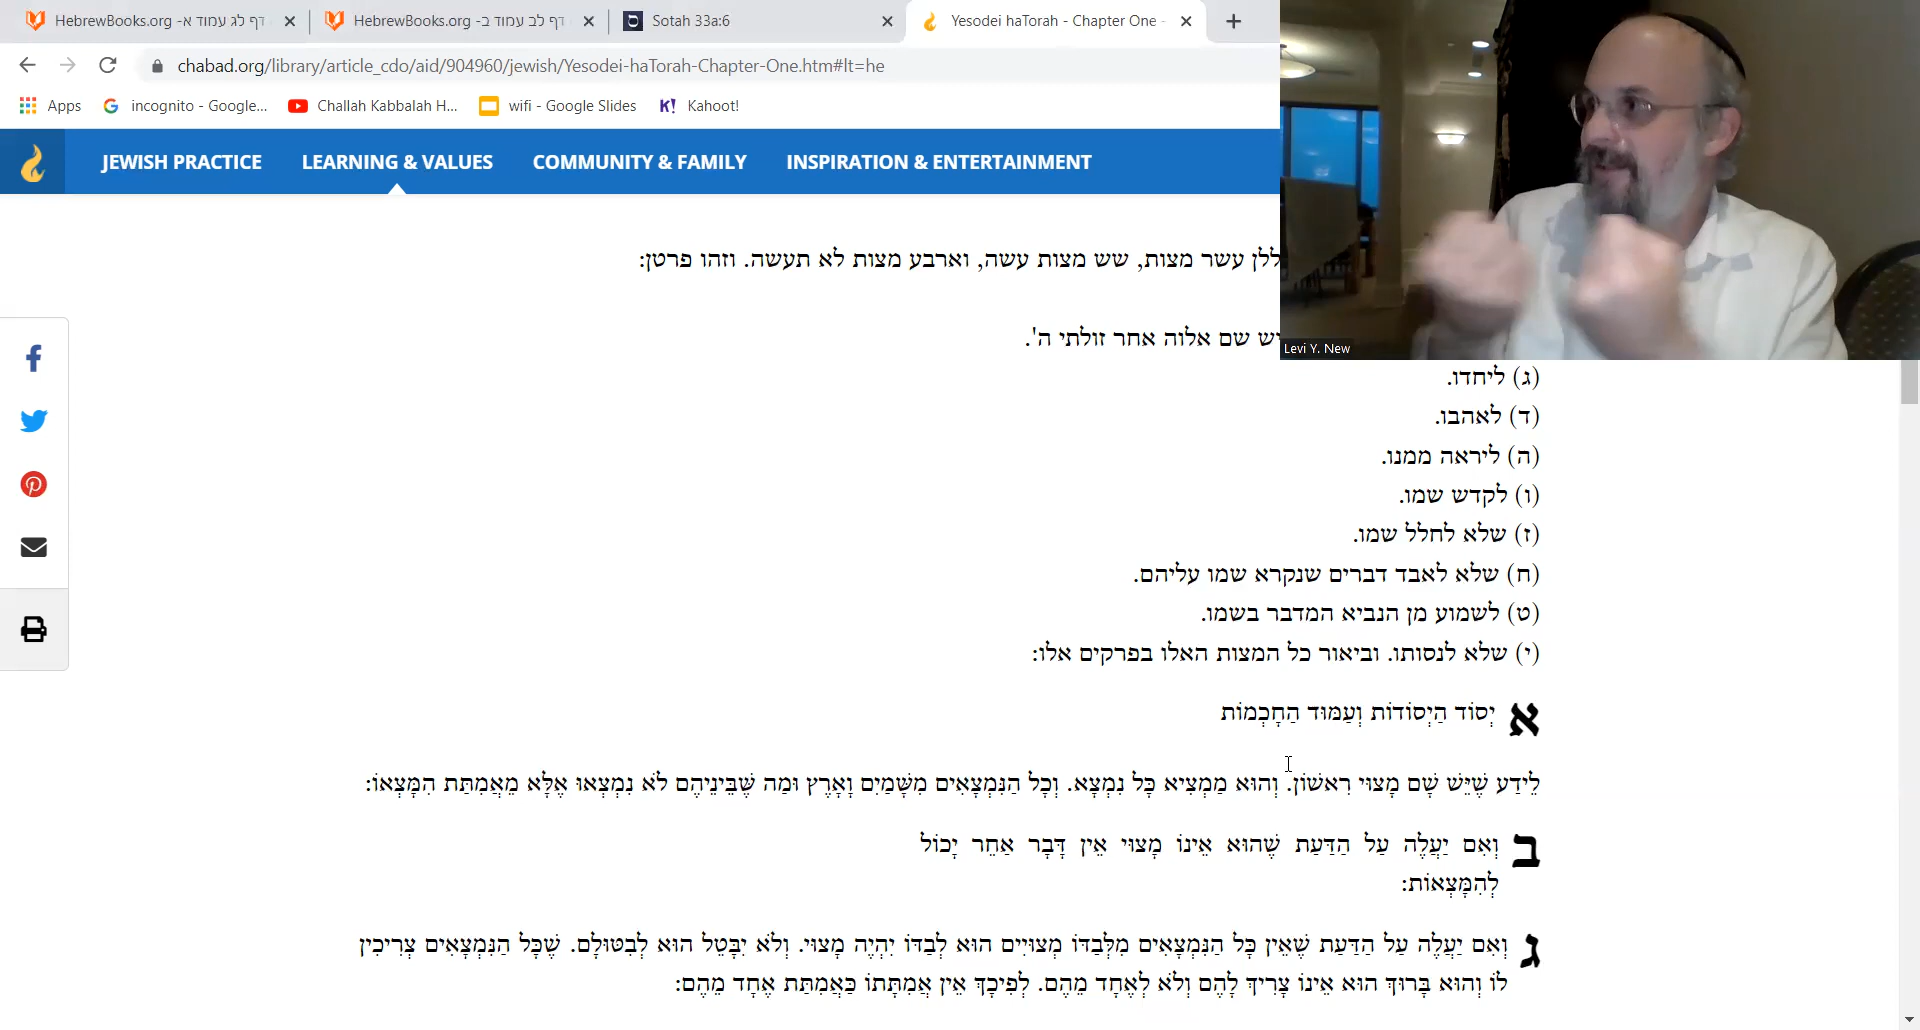 HebrewBooks.org - דף לג עמוד א
HebrewBooks.org - דף לב עמוד ב
Sotah 33a:6
Yesodei haTorah - Chapter One -
chabad.org/library/article_cdo/aid/904960/jewish/Yesodei-haTorah-Chapter-One.htm#lt=he
Apps
incognito - Google...
Challah Kabbalah H...
wifi - Google Slides
K! Kahoot!
JEWISH PRACTICE
LEARNING & VALUES
COMMUNITY & FAMILY
INSPIRATION & ENTERTAINMENT
Levi Y. New
ללן עשר מצות, שש מצות עשה, וארבע מצות לא תעשה. וזהו פרטן:
יש שם אלוה אחר זולתי ה'.
(ג) ליחדו.
(ד) לאהבו.
(ה) ליראה ממנו.
(ו) לקדש שמו.
(ז) שלא לחלל שמו.
(ח) שלא לאבד דברים שנקרא שמו עליהם.
(ט) לשמוע מן הנביא המדבר בשמו.
(י) שלא לנסותו. וביאור כל המצות האלו בפרקים אלו:
א יְסוֹד הַיְסוֹדוֹת וְעַמּוּד הַחָכְמוֹת
לֵידַע שֶׁיֵּשׁ שָׁם מָצוּי רִאשׁוֹן. וְהוּא מַמְצִיא כָּל נִמְצָא. וְכָל הַנִּמְצָאִים מִשָּׁמַיִם וָאָרֶץ וּמַה שֶּׁבֵּינֵיהֶם לֹא נִמְצְאוּ אֶלָּא מֵאֲמִתַּת הִמָּצְאוֹ:
ב וְאִם יַעֲלֶה עַל הַדַּעַת שֶׁהוּא אֵינוֹ מָצוּי אֵין דָּבָר אַחֵר יָכוֹל
לְהִמָּצְאוֹת:
ג וְאִם יַעֲלֶה עַל הַדַּעַת שֶׁאֵין כָּל הַנִּמְצָאִים מִלְּבַדּוֹ מְצוּיִים הוּא לְבַדּוֹ יִהְיֶה מָצוּי. וְלֹא יִבָּטֵל הוּא לְבִטּוּלָם. שֶׁכָּל הַנִּמְצָאִים צְרִיכִין
לוֹ וְהוּא בָּרוּךְ הוּא אֵינוֹ צָרִיךְ לָהֶם וְלֹא לְאֶחָד מֵהֶם. לְפִיכָךְ אֵין אֲמִתָּתוֹ כַּאֲמִתַּת אֶחָד מֵהֶם: